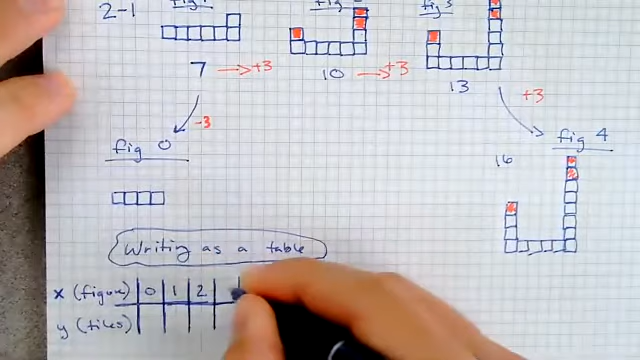 2-1 fig 3
7 → +3 10 → +3 13
-3 +3
fig 0 fig 4
16
Writing as a table
x (figure) 0 1 2
y (tiles)